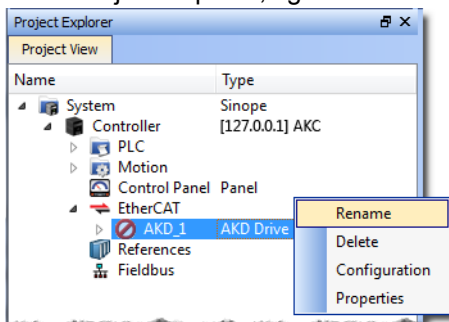 Project Explorer
Project View
Name Type
System Sinope
Controller [127.0.0.1] AKC
PLC
Motion
Control Panel Panel
EtherCAT
Rename
AKD_1 AKD Drive
Delete
References
Configuration
Fieldbus
Properties